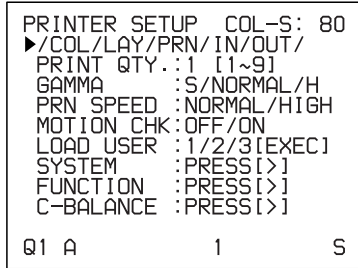 PRINTER SETUP COL-S: 80
▶/COL/LAY/PRN/IN/OUT/
PRINT QTY.:1 [1~9]
GAMMA :S/NORMAL/H
PRN SPEED :NORMAL/HIGH
MOTION CHK:OFF/ON
LOAD USER :1/2/3[EXEC]
SYSTEM :PRESS[>]
FUNCTION :PRESS[>]
C-BALANCE :PRESS[>]
Q1 A 1 S